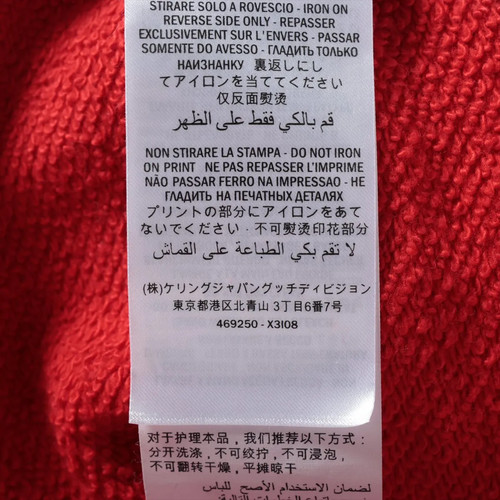 STIRARE SOLO A ROVESCIO - IRON ON
REVERSE SIDE ONLY - REPASSER
EXCLUSIVEMENT SUR L'ENVERS - PASSAR
SOMENTE DO AVESSO - ГЛАДИТЬ ТОЛЬКО
НАИЗНАНКУ 裏返しにし
てアイロンを当ててください
仅反面熨烫
قم بالكي فقط على الظهر
NON STIRARE LA STAMPA - DO NOT IRON
ON PRINT NE PAS REPASSER L'IMPRIME
NÃO PASSAR FERRO NA IMPRESSAO - НЕ
ГЛАДИТЬ НА ПЕЧАТНЫХ ДЕТАЛЯХ
プリントの部分にアイロンをあて
ないでください · 不可熨烫印花部分
لا تقم بكي الطباعة على القماش
(株)ケリングジャパングッチディビジョン
東京都港区北青山 3丁目6番7号
469250 - X3I08
对于护理本品，我们推荐以下方式：
分开洗涤，不可绞拧，不可浸泡，
不可翻转干燥，平摊晾干
لضمان الاستخدام الأصح للباس